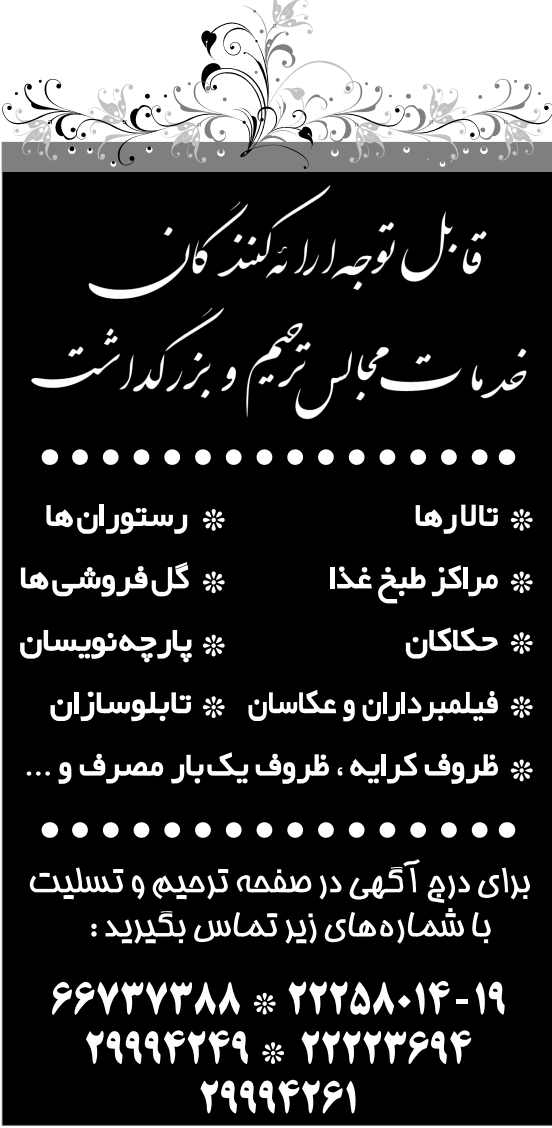 قابل توجه ارائه کنندگان
خدمات مجالس ترحیم و بزرگداشت
❊ تالارها ❊ رستوران‌ها
❊ مراکز طبخ غذا ❊ گل‌فروشی‌ها
❊ حکاکان ❊ پارچه‌نویسان
❊ فیلمبرداران و عکاسان ❊ تابلوسازان
❊ ظروف کرایه ، ظروف یک‌بار مصرف و ...
برای درج آگهی در صفحه ترحیم و تسلیت
با شماره‌های زیر تماس بگیرید :
۲۲۲۵۸۰۱۴-۱۹ ❊ ۶۶۷۳۷۳۸۸
۲۲۲۲۳۶۹۴ ❊ ۲۹۹۹۴۲۴۹
۲۹۹۹۴۲۶۱